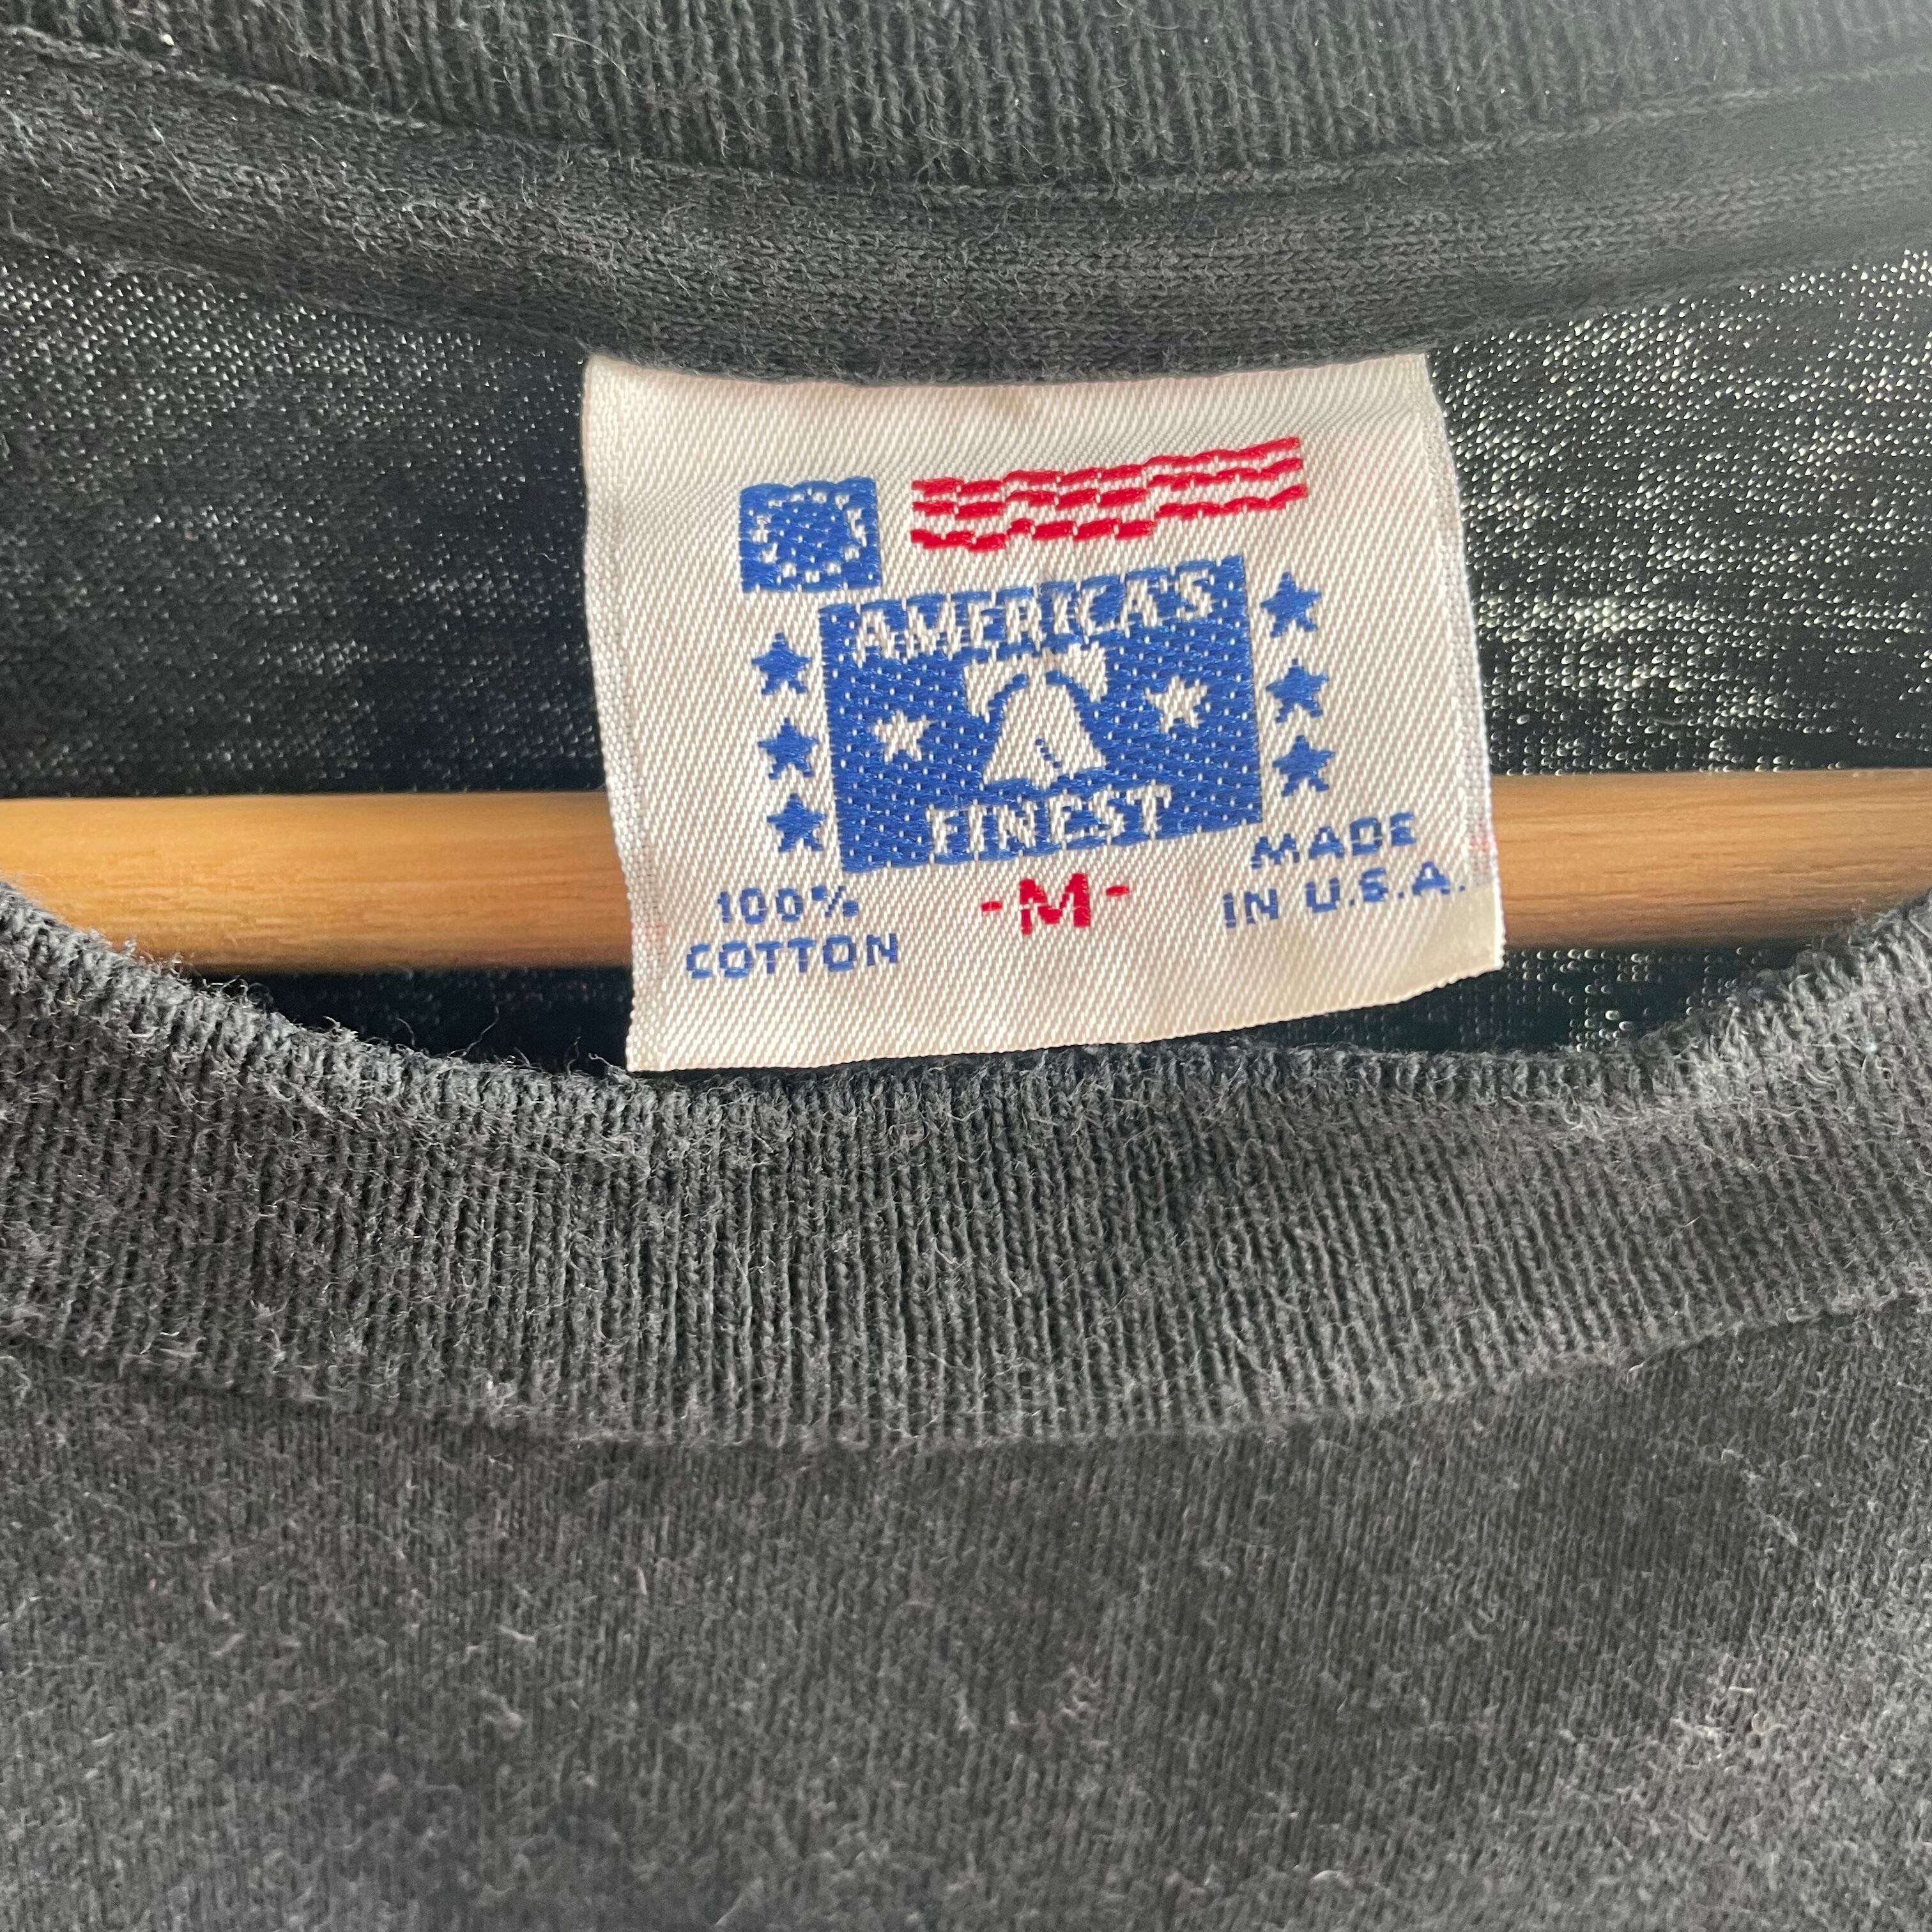 AMERICA'S
FINEST
100%
COTTON
-M-
MADE
IN U.S.A.